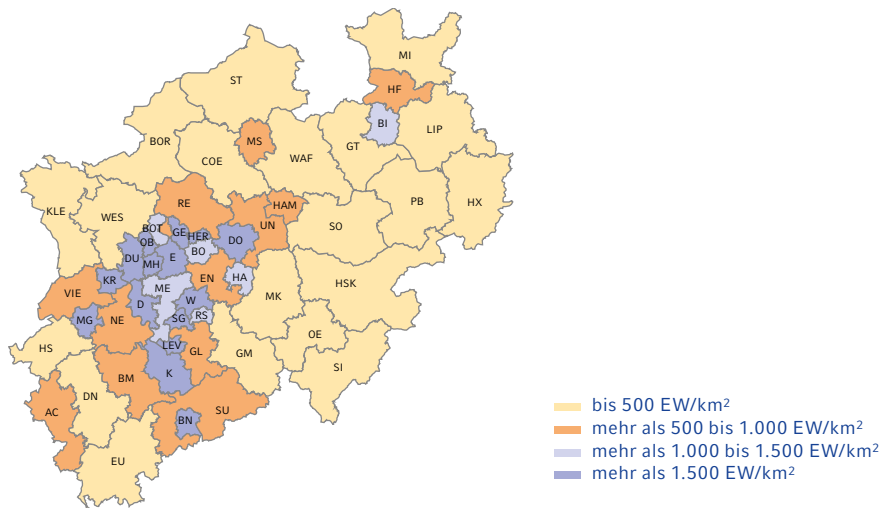 MI
ST
HF
BI
LIP
GT
BOR
MS
WAF
COE
KLE
WES
RE
HAM
PB
HX
UN
SO
BOT
GE
HER
OB
DO
BO
DU
MH
E
KR
EN
HA
HSK
ME
VIE
W
MK
D
MG
NE
SG
RS
OE
HS
LEV
GL
GM
SI
K
BM
DN
AC
SU
BN
EU
bis 500 EW/km²
mehr als 500 bis 1.000 EW/km²
mehr als 1.000 bis 1.500 EW/km²
mehr als 1.500 EW/km²